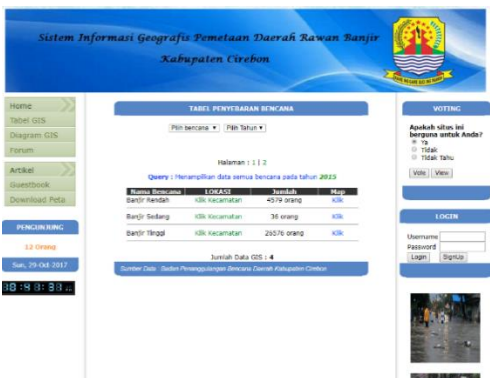 Sistem Informasi Geografis Pemetaan Daerah Rawan Banjir
Kabupaten Cirebon
Home
Tabel GIS
Diagram GIS
Forum
Artikel
Guestbook
Download Peta
PENGUNJUNG
12 Orang
Sun, 29-Oct-2017
TABEL PENYEBARAN BENCANA
Pilih bencana Pilih Tahun
Halaman : 1 | 2
Query : Menampilkan data semua bencana pada tahun 2015
Nama Bencana LOKASI Jumlah Map
Banjir Rendah Klik Kecamatan 4579 orang Klik
Banjir Sedang Klik Kecamatan 36 orang Klik
Banjir Tinggi Klik Kecamatan 26576 orang Klik
Jumlah Data GIS : 4
Sumber Data : Badan Penanggulangan Bencana Daerah Kabupaten Cirebon
VOTING
Apakah situs ini
berguna untuk Anda?
Ya
Tidak
Tidak Tahu
Vote View
LOGIN
Username
Password
Login SignUp